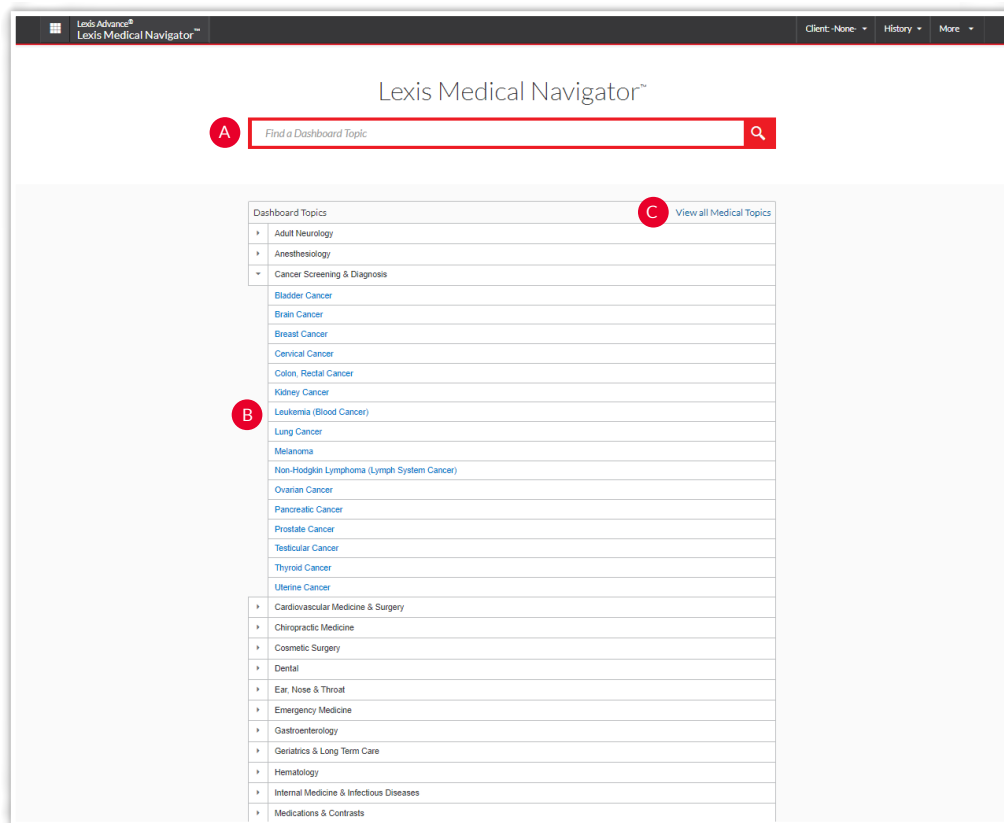 Lexis Advance®
Lexis Medical Navigator™
Client: -None-
History
More
Lexis Medical Navigator™
A
Find a Dashboard Topic
Dashboard Topics
C
View all Medical Topics
Adult Neurology
Anesthesiology
Cancer Screening & Diagnosis
Bladder Cancer
Brain Cancer
Breast Cancer
Cervical Cancer
Colon, Rectal Cancer
Kidney Cancer
B
Leukemia (Blood Cancer)
Lung Cancer
Melanoma
Non-Hodgkin Lymphoma (Lymph System Cancer)
Ovarian Cancer
Pancreatic Cancer
Prostate Cancer
Testicular Cancer
Thyroid Cancer
Uterine Cancer
Cardiovascular Medicine & Surgery
Chiropractic Medicine
Cosmetic Surgery
Dental
Ear, Nose & Throat
Emergency Medicine
Gastroenterology
Geriatrics & Long Term Care
Hematology
Internal Medicine & Infectious Diseases
Medications & Contrasts